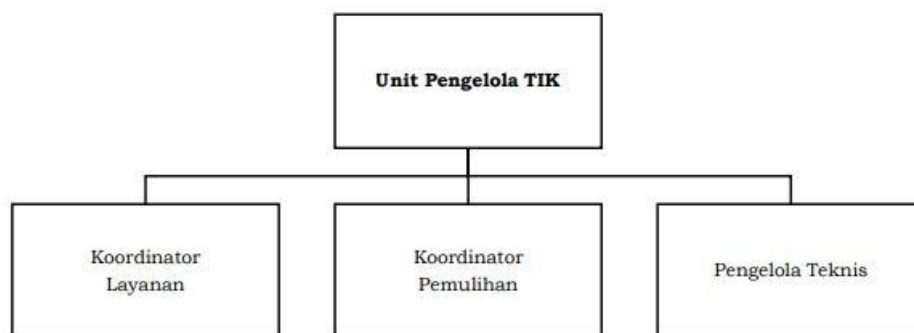 Unit Pengelola TIK
Koordinator
Layanan
Koordinator
Pemulihan
Pengelola Teknis